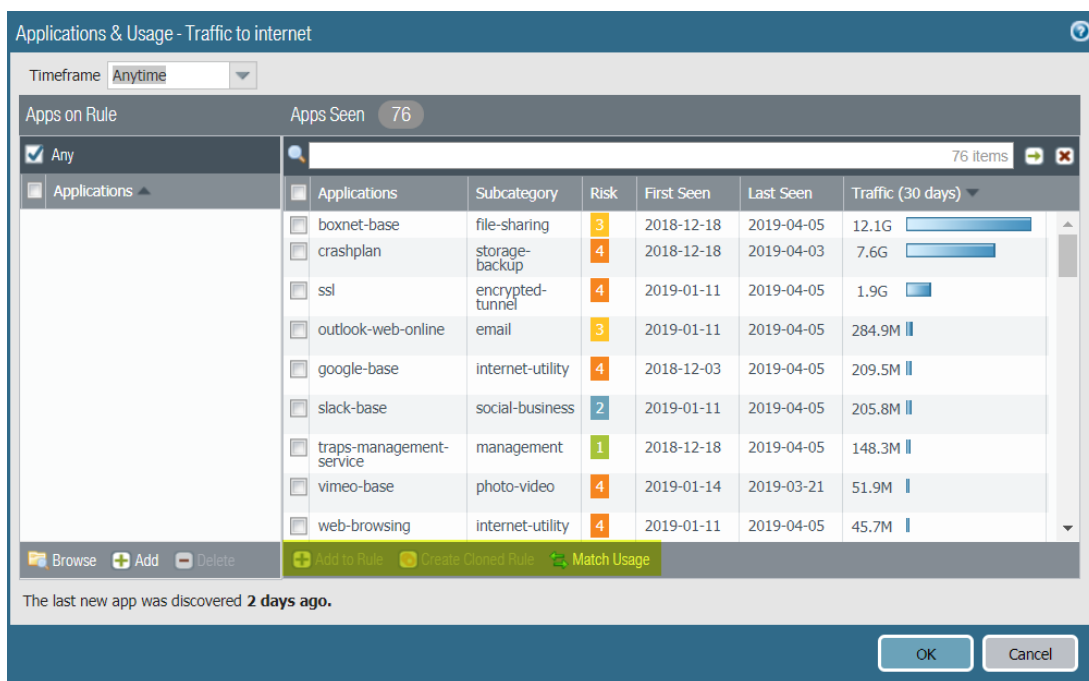 Applications & Usage - Traffic to internet
Timeframe Anytime
Apps on Rule
Apps Seen 76
Any
76 items
Applications
Applications Subcategory Risk First Seen Last Seen Traffic (30 days)
boxnet-base file-sharing 3 2018-12-18 2019-04-05 12.1G
crashplan storage-backup 4 2018-12-18 2019-04-03 7.6G
ssl encrypted-tunnel 4 2019-01-11 2019-04-05 1.9G
outlook-web-online email 3 2019-01-11 2019-04-05 284.9M
google-base internet-utility 4 2018-12-03 2019-04-05 209.5M
slack-base social-business 2 2019-01-11 2019-04-05 205.8M
traps-management-service management 1 2018-12-18 2019-04-05 148.3M
vimeo-base photo-video 4 2019-01-14 2019-03-21 51.9M
web-browsing internet-utility 4 2019-01-11 2019-04-05 45.7M
Browse Add Delete
Add to Rule Create Cloned Rule Match Usage
The last new app was discovered 2 days ago.
OK Cancel